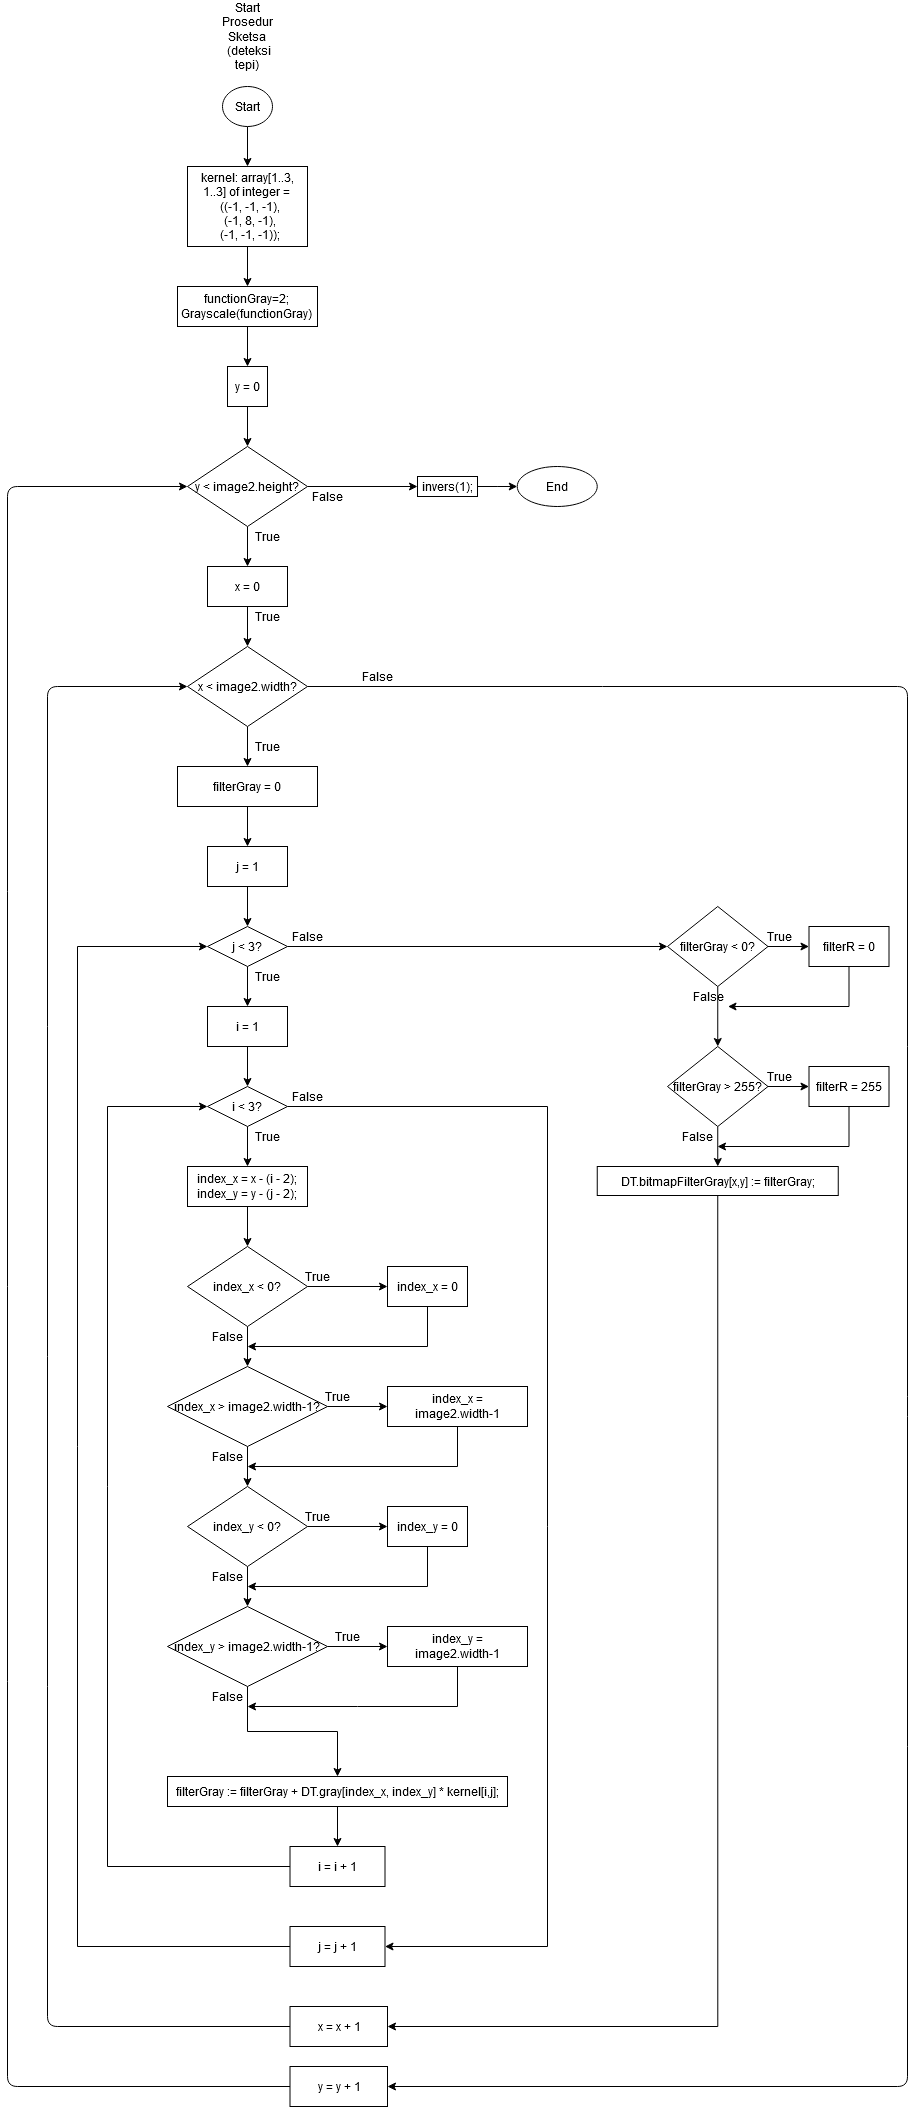 Start
Prosedur
Sketsa
(deteksi
tepi)
Start
kernel: array[1..3,
1..3] of integer =
((-1, -1, -1),
(-1, 8, -1),
(-1, -1, -1));
functionGray=2;
Grayscale(functionGray)
y = 0
y < image2.height?
False
invers(1);
End
True
x = 0
True
x < image2.width?
False
True
filterGray = 0
j = 1
j < 3?
False
True
filterGray < 0?
True
filterR = 0
False
i = 1
i < 3?
False
True
filterGray > 255?
True
filterR = 255
False
DT.bitmapFilterGray[x,y] := filterGray;
index_x = x - (i - 2);
index_y = y - (j - 2);
index_x < 0?
True
index_x = 0
False
index_x > image2.width-1?
True
index_x =
image2.width-1
False
index_y < 0?
True
index_y = 0
False
index_y > image2.width-1?
True
index_y =
image2.width-1
False
filterGray := filterGray + DT.gray[index_x, index_y] * kernel[i,j];
i = i + 1
j = j + 1
x = x + 1
y = y + 1